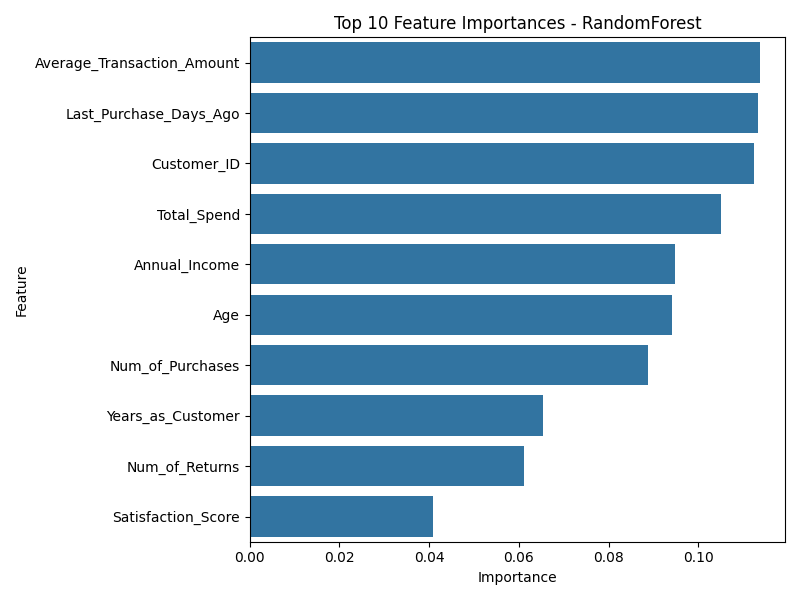 Top 10 Feature Importances - RandomForest
Average_Transaction_Amount
Last_Purchase_Days_Ago
Customer_ID
Total_Spend
Annual_Income
Age
Num_of_Purchases
Years_as_Customer
Num_of_Returns
Satisfaction_Score
Feature
0.00 0.02 0.04 0.06 0.08 0.10
Importance